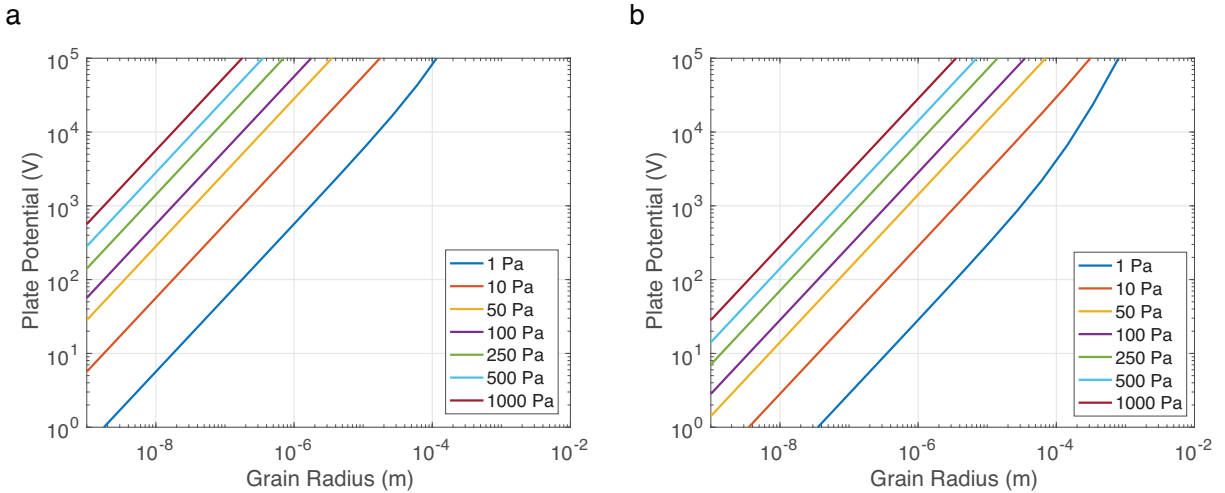 a
10^5
10^4
10^3
10^2
10^1
10^0
Plate Potential (V)
10^-8
10^-6
10^-4
10^-2
Grain Radius (m)
1 Pa
10 Pa
50 Pa
100 Pa
250 Pa
500 Pa
1000 Pa
b
10^5
10^4
10^3
10^2
10^1
10^0
Plate Potential (V)
10^-8
10^-6
10^-4
10^-2
Grain Radius (m)
1 Pa
10 Pa
50 Pa
100 Pa
250 Pa
500 Pa
1000 Pa